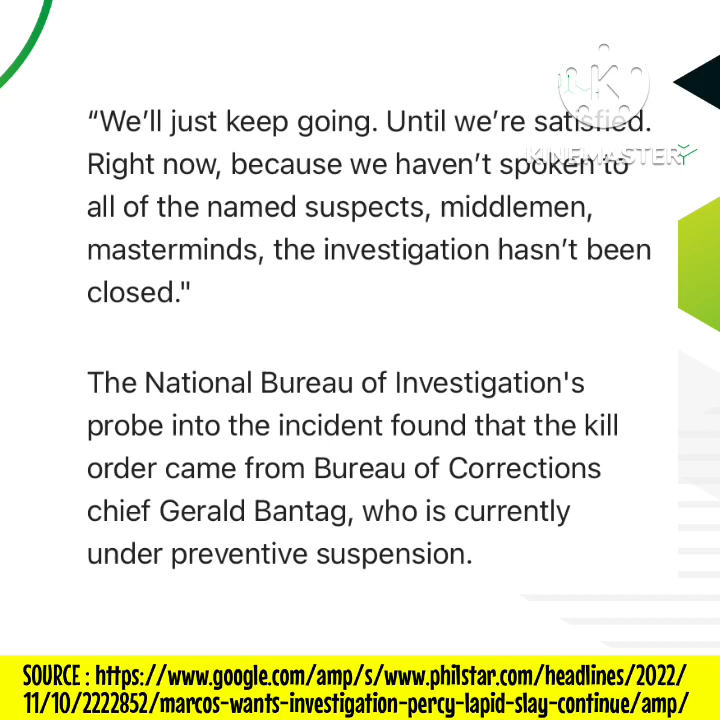 “We’ll just keep going. Until we’re satisfied.
Right now, because we haven’t spoken to
all of the named suspects, middlemen,
masterminds, the investigation hasn’t been
closed."
The National Bureau of Investigation's
probe into the incident found that the kill
order came from Bureau of Corrections
chief Gerald Bantag, who is currently
under preventive suspension.
K
KINEMASTER
SOURCE : https://www.google.com/amp/s/www.philstar.com/headlines/2022/
11/10/2222852/marcos-wants-investigation-percy-lapid-slay-continue/amp/